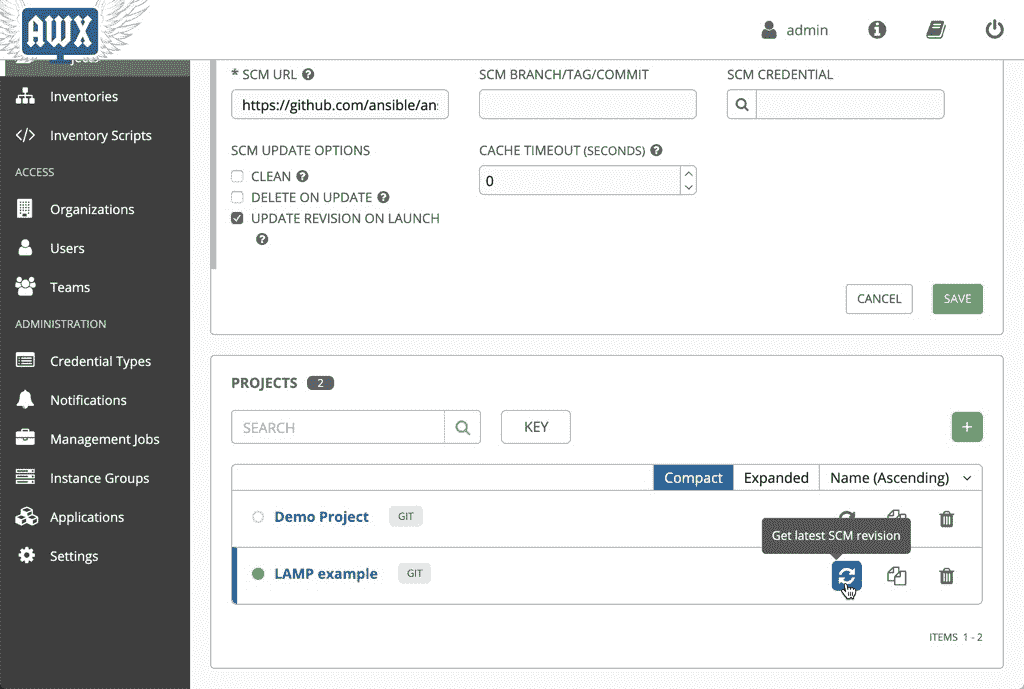 AWX
admin
Inventories
Inventory Scripts
ACCESS
Organizations
Users
Teams
ADMINISTRATION
Credential Types
Notifications
Management Jobs
Instance Groups
Applications
Settings
* SCM URL
SCM BRANCH/TAG/COMMIT
SCM CREDENTIAL
https://github.com/ansible/an
SCM UPDATE OPTIONS
CACHE TIMEOUT (SECONDS)
CLEAN
0
DELETE ON UPDATE
UPDATE REVISION ON LAUNCH
CANCEL
SAVE
PROJECTS 2
SEARCH
KEY
+
Compact Expanded Name (Ascending)
Demo Project GIT
Get latest SCM revision
LAMP example GIT
ITEMS 1 - 2